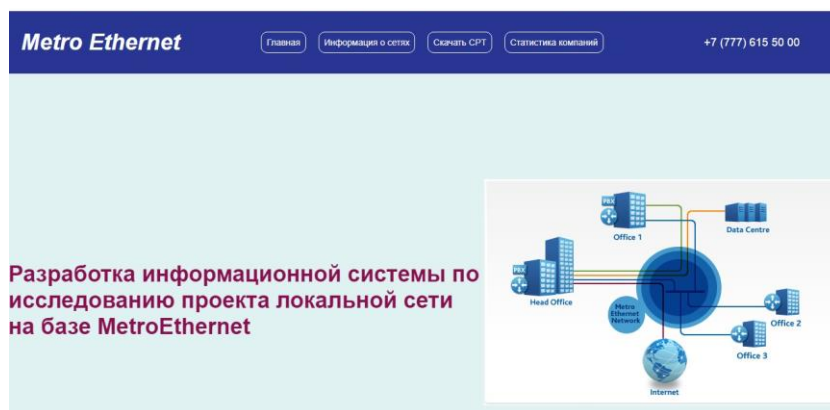 Metro Ethernet
Главная
Информация о сетях
Скачать CPT
Статистика компаний
+7 (777) 615 50 00
Разработка информационной системы по
исследованию проекта локальной сети
на базе MetroEthernet
PBX
Office 1
Data Centre
PBX
Head Office
Metro
Ethernet
Network
Office 2
Office 3
Internet